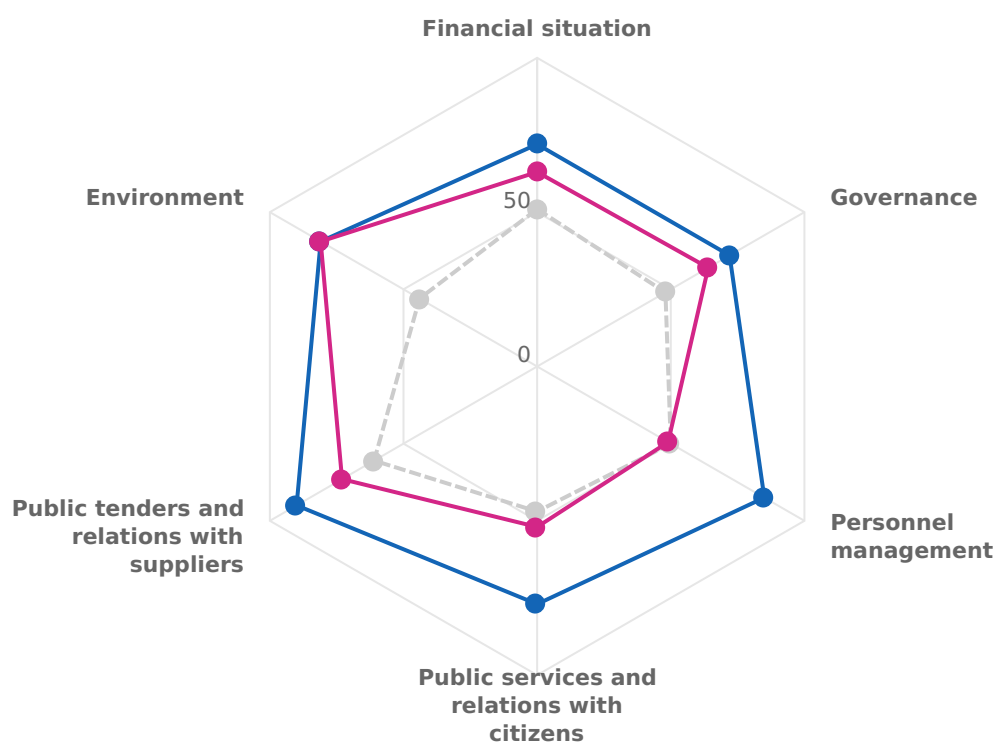 Financial situation
Environment
Governance
50
0
Public tenders and
relations with
suppliers
Personnel
management
Public services and
relations with
citizens